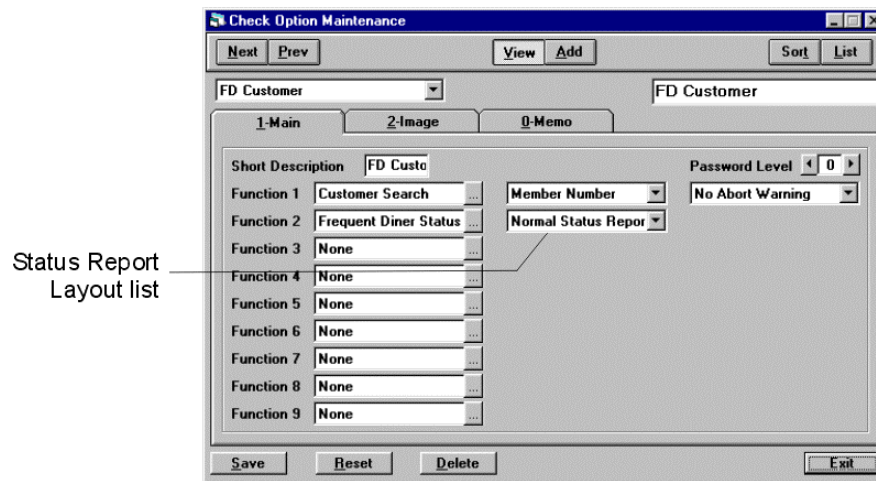 Check Option Maintenance
Next Prev View Add Sort List
FD Customer FD Customer
1-Main 2-Image 0-Memo
Short Description FD Custo Password Level 0
Function 1 Customer Search ... Member Number No Abort Warning
Function 2 Frequent Diner Status ... Normal Status Repor
Function 3 None ...
Status Report
Layout list
Function 4 None ...
Function 5 None ...
Function 6 None ...
Function 7 None ...
Function 8 None ...
Function 9 None ...
Save Reset Delete Exit